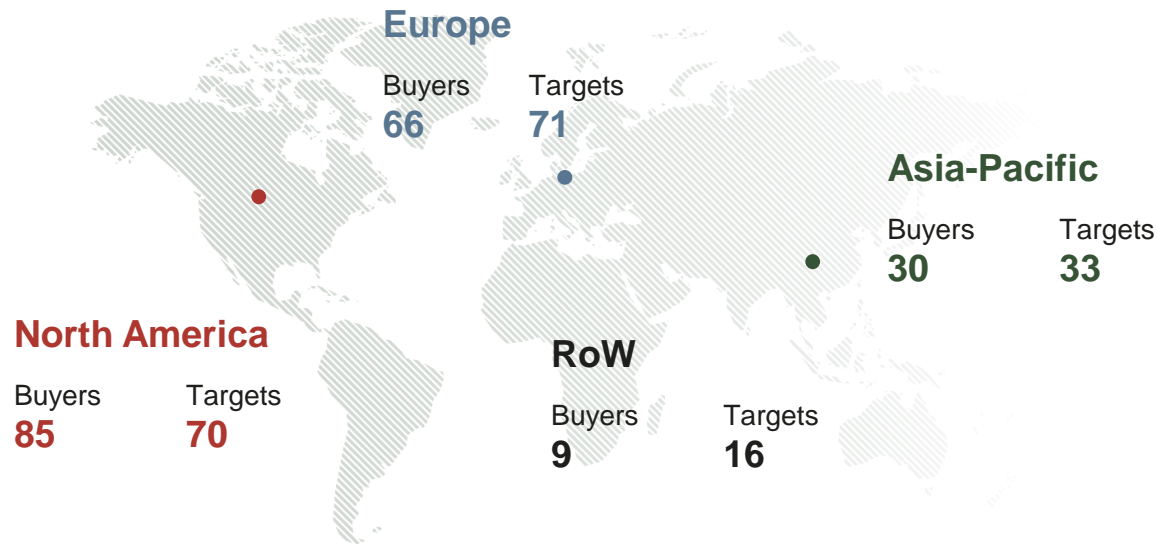 Europe
Buyers Targets
66 71
Asia-Pacific
Buyers Targets
30 33
North America
Buyers Targets
85 70
RoW
Buyers Targets
9 16